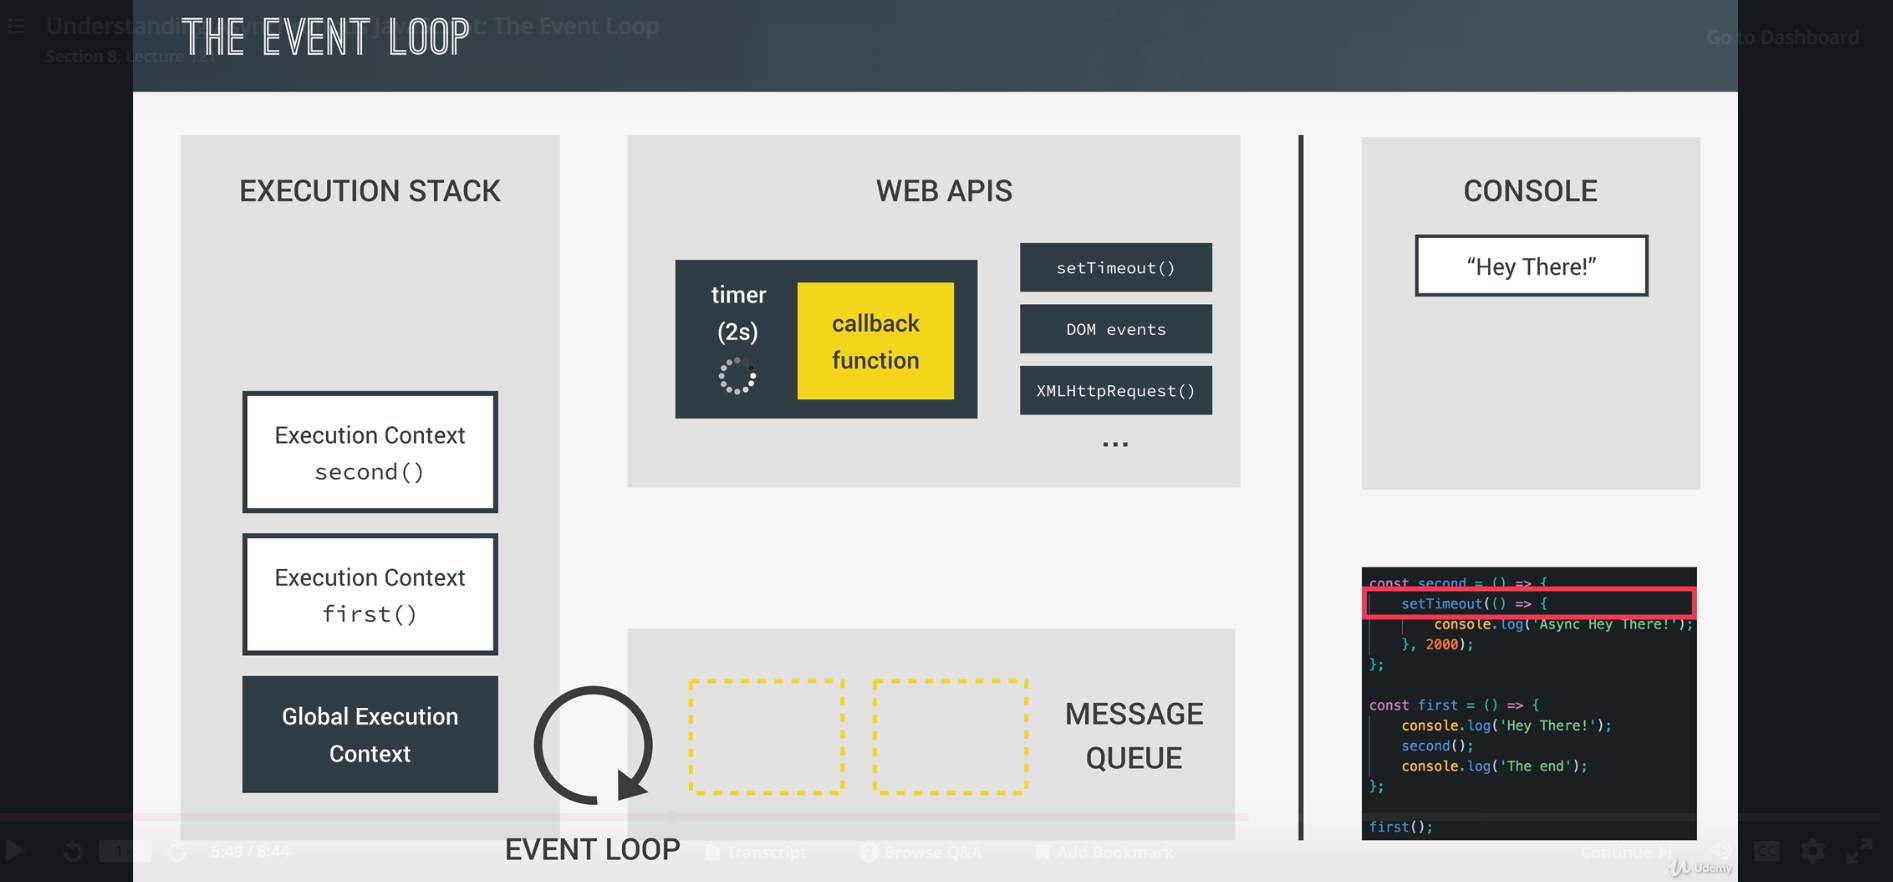 Understanding Asynchronous JavaScript: The Event Loop
Section 8, Lecture 121
Go to Dashboard
THE EVENT LOOP
EXECUTION STACK
Execution Context
second()
Execution Context
first()
Global Execution
Context
WEB APIS
timer
(2s)
callback
function
setTimeout()
DOM events
XMLHttpRequest()
...
EVENT LOOP
MESSAGE
QUEUE
CONSOLE
“Hey There!”
const second = () => {
setTimeout(() => {
console.log('Async Hey There!');
}, 2000);
};
const first = () => {
console.log('Hey There!');
second();
console.log('The end');
};
first();
5:49 / 8:44
Transcript
Browse Q&A
Add Bookmark
Continue
CC
Udemy